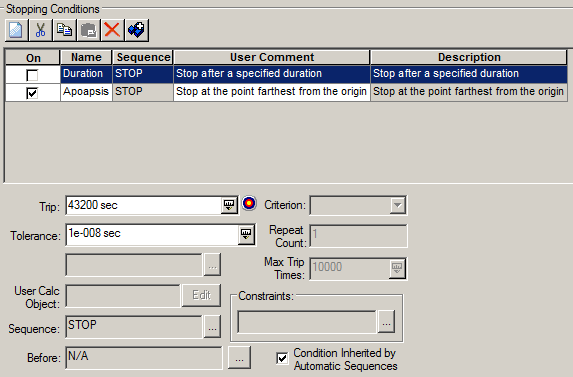 Stopping Conditions
On Name Sequence User Comment Description
Duration STOP Stop after a specified duration Stop after a specified duration
Apoapsis STOP Stop at the point farthest from the origin Stop at the point farthest from the origin
Trip: 43200 sec Criterion:
Tolerance: 1e-008 sec Repeat
Count: 1
... Max Trip
Times: 10000
User Calc
Object: Edit Constraints:
Sequence: STOP ... ...
Before: N/A ... Condition Inherited by
Automatic Sequences